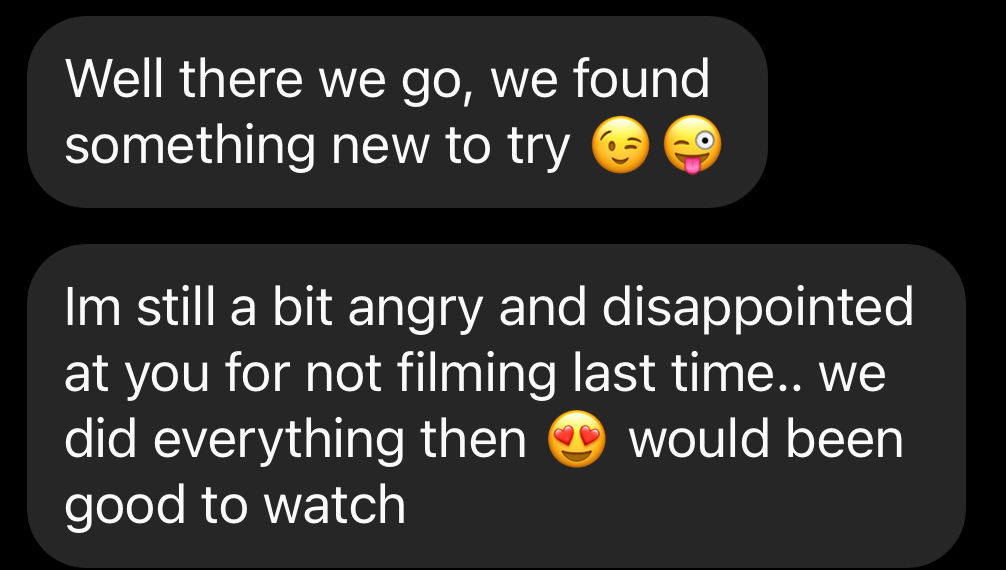 Well there we go, we found
something new to try 😉😜
Im still a bit angry and disappointed
at you for not filming last time.. we
did everything then 😍 would been
good to watch